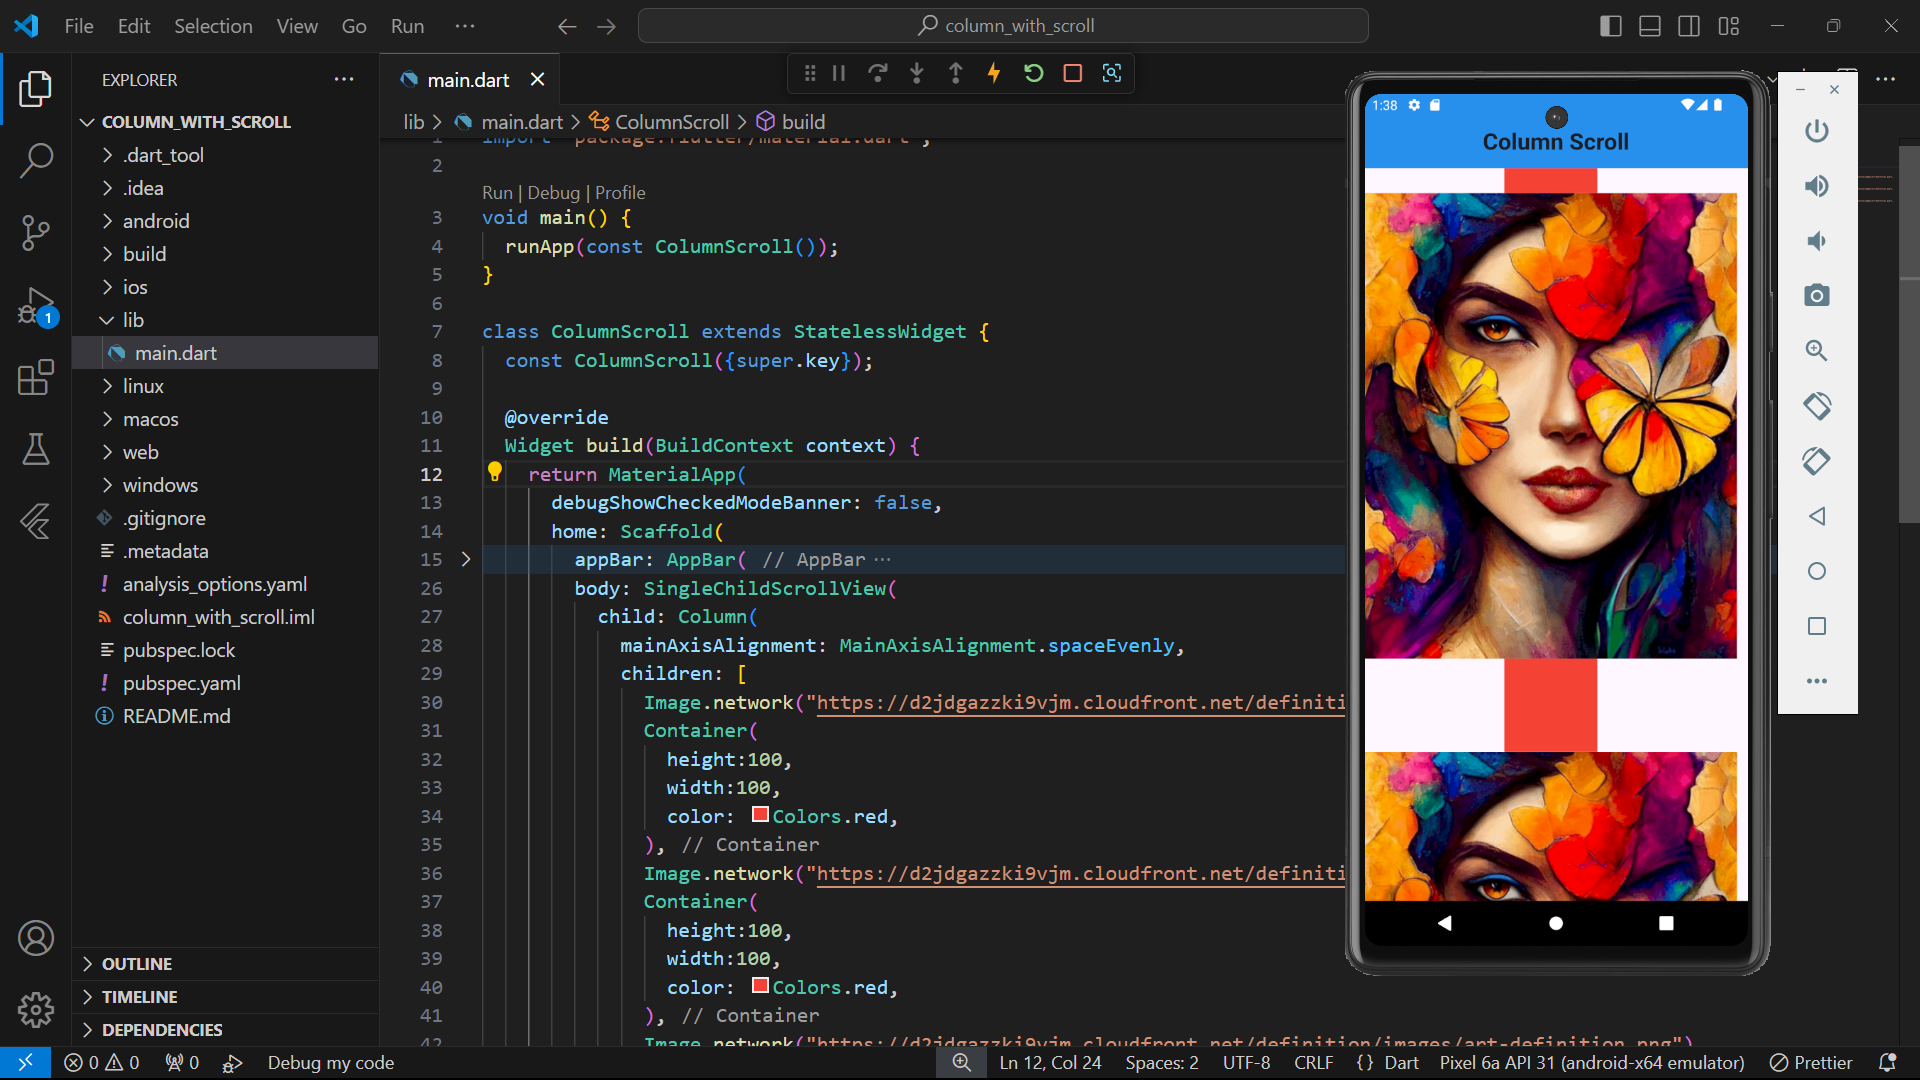 File Edit Selection View Go Run ···
column_with_scroll
EXPLORER
main.dart
COLUMN_WITH_SCROLL
.dart_tool
.idea
android
build
ios
lib
main.dart
linux
macos
web
windows
.gitignore
.metadata
analysis_options.yaml
column_with_scroll.iml
pubspec.lock
pubspec.yaml
README.md
OUTLINE
TIMELINE
DEPENDENCIES
1
lib > main.dart > ColumnScroll > build
1 import 'package:flutter/material.dart';
2
Run | Debug | Profile
3 void main() {
4 runApp(const ColumnScroll());
5 }
6
7 class ColumnScroll extends StatelessWidget {
8 const ColumnScroll({super.key});
9
10 @override
11 Widget build(BuildContext context) {
12 return MaterialApp(
13 debugShowCheckedModeBanner: false,
14 home: Scaffold(
15 appBar: AppBar( // AppBar ···
26 body: SingleChildScrollView(
27 child: Column(
28 mainAxisAlignment: MainAxisAlignment.spaceEvenly,
29 children: [
30 Image.network("https://d2jdgazzki9vjm.cloudfront.net/definiti
31 Container(
32 height:100,
33 width:100,
34 color: Colors.red,
35 ), // Container
36 Image.network("https://d2jdgazzki9vjm.cloudfront.net/definiti
37 Container(
38 height:100,
39 width:100,
40 color: Colors.red,
41 ), // Container
42 Image.network("https://d2jdgazzki9vjm.cloudfront.net/definition/images/art-definition.png")
1:38
Column Scroll
0 0 0 Debug my code Ln 12, Col 24 Spaces: 2 UTF-8 CRLF {} Dart Pixel 6a API 31 (android-x64 emulator) Prettier